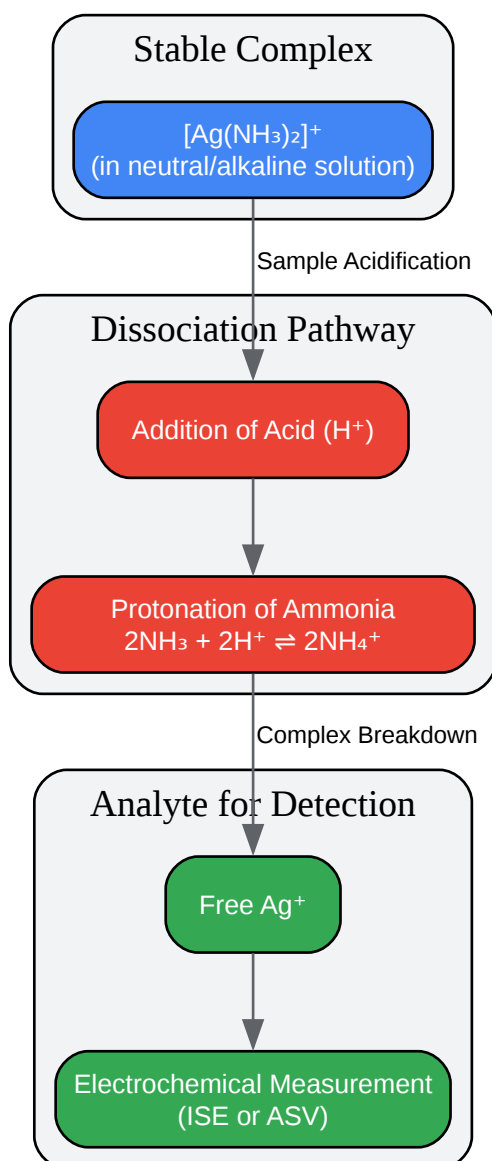 Stable Complex
[Ag(NH₃)₂]⁺
(in neutral/alkaline solution)
Sample Acidification
Dissociation Pathway
Addition of Acid (H⁺)
Protonation of Ammonia
2NH₃ + 2H⁺ ⇌ 2NH₄⁺
Complex Breakdown
Analyte for Detection
Free Ag⁺
Electrochemical Measurement
(ISE or ASV)